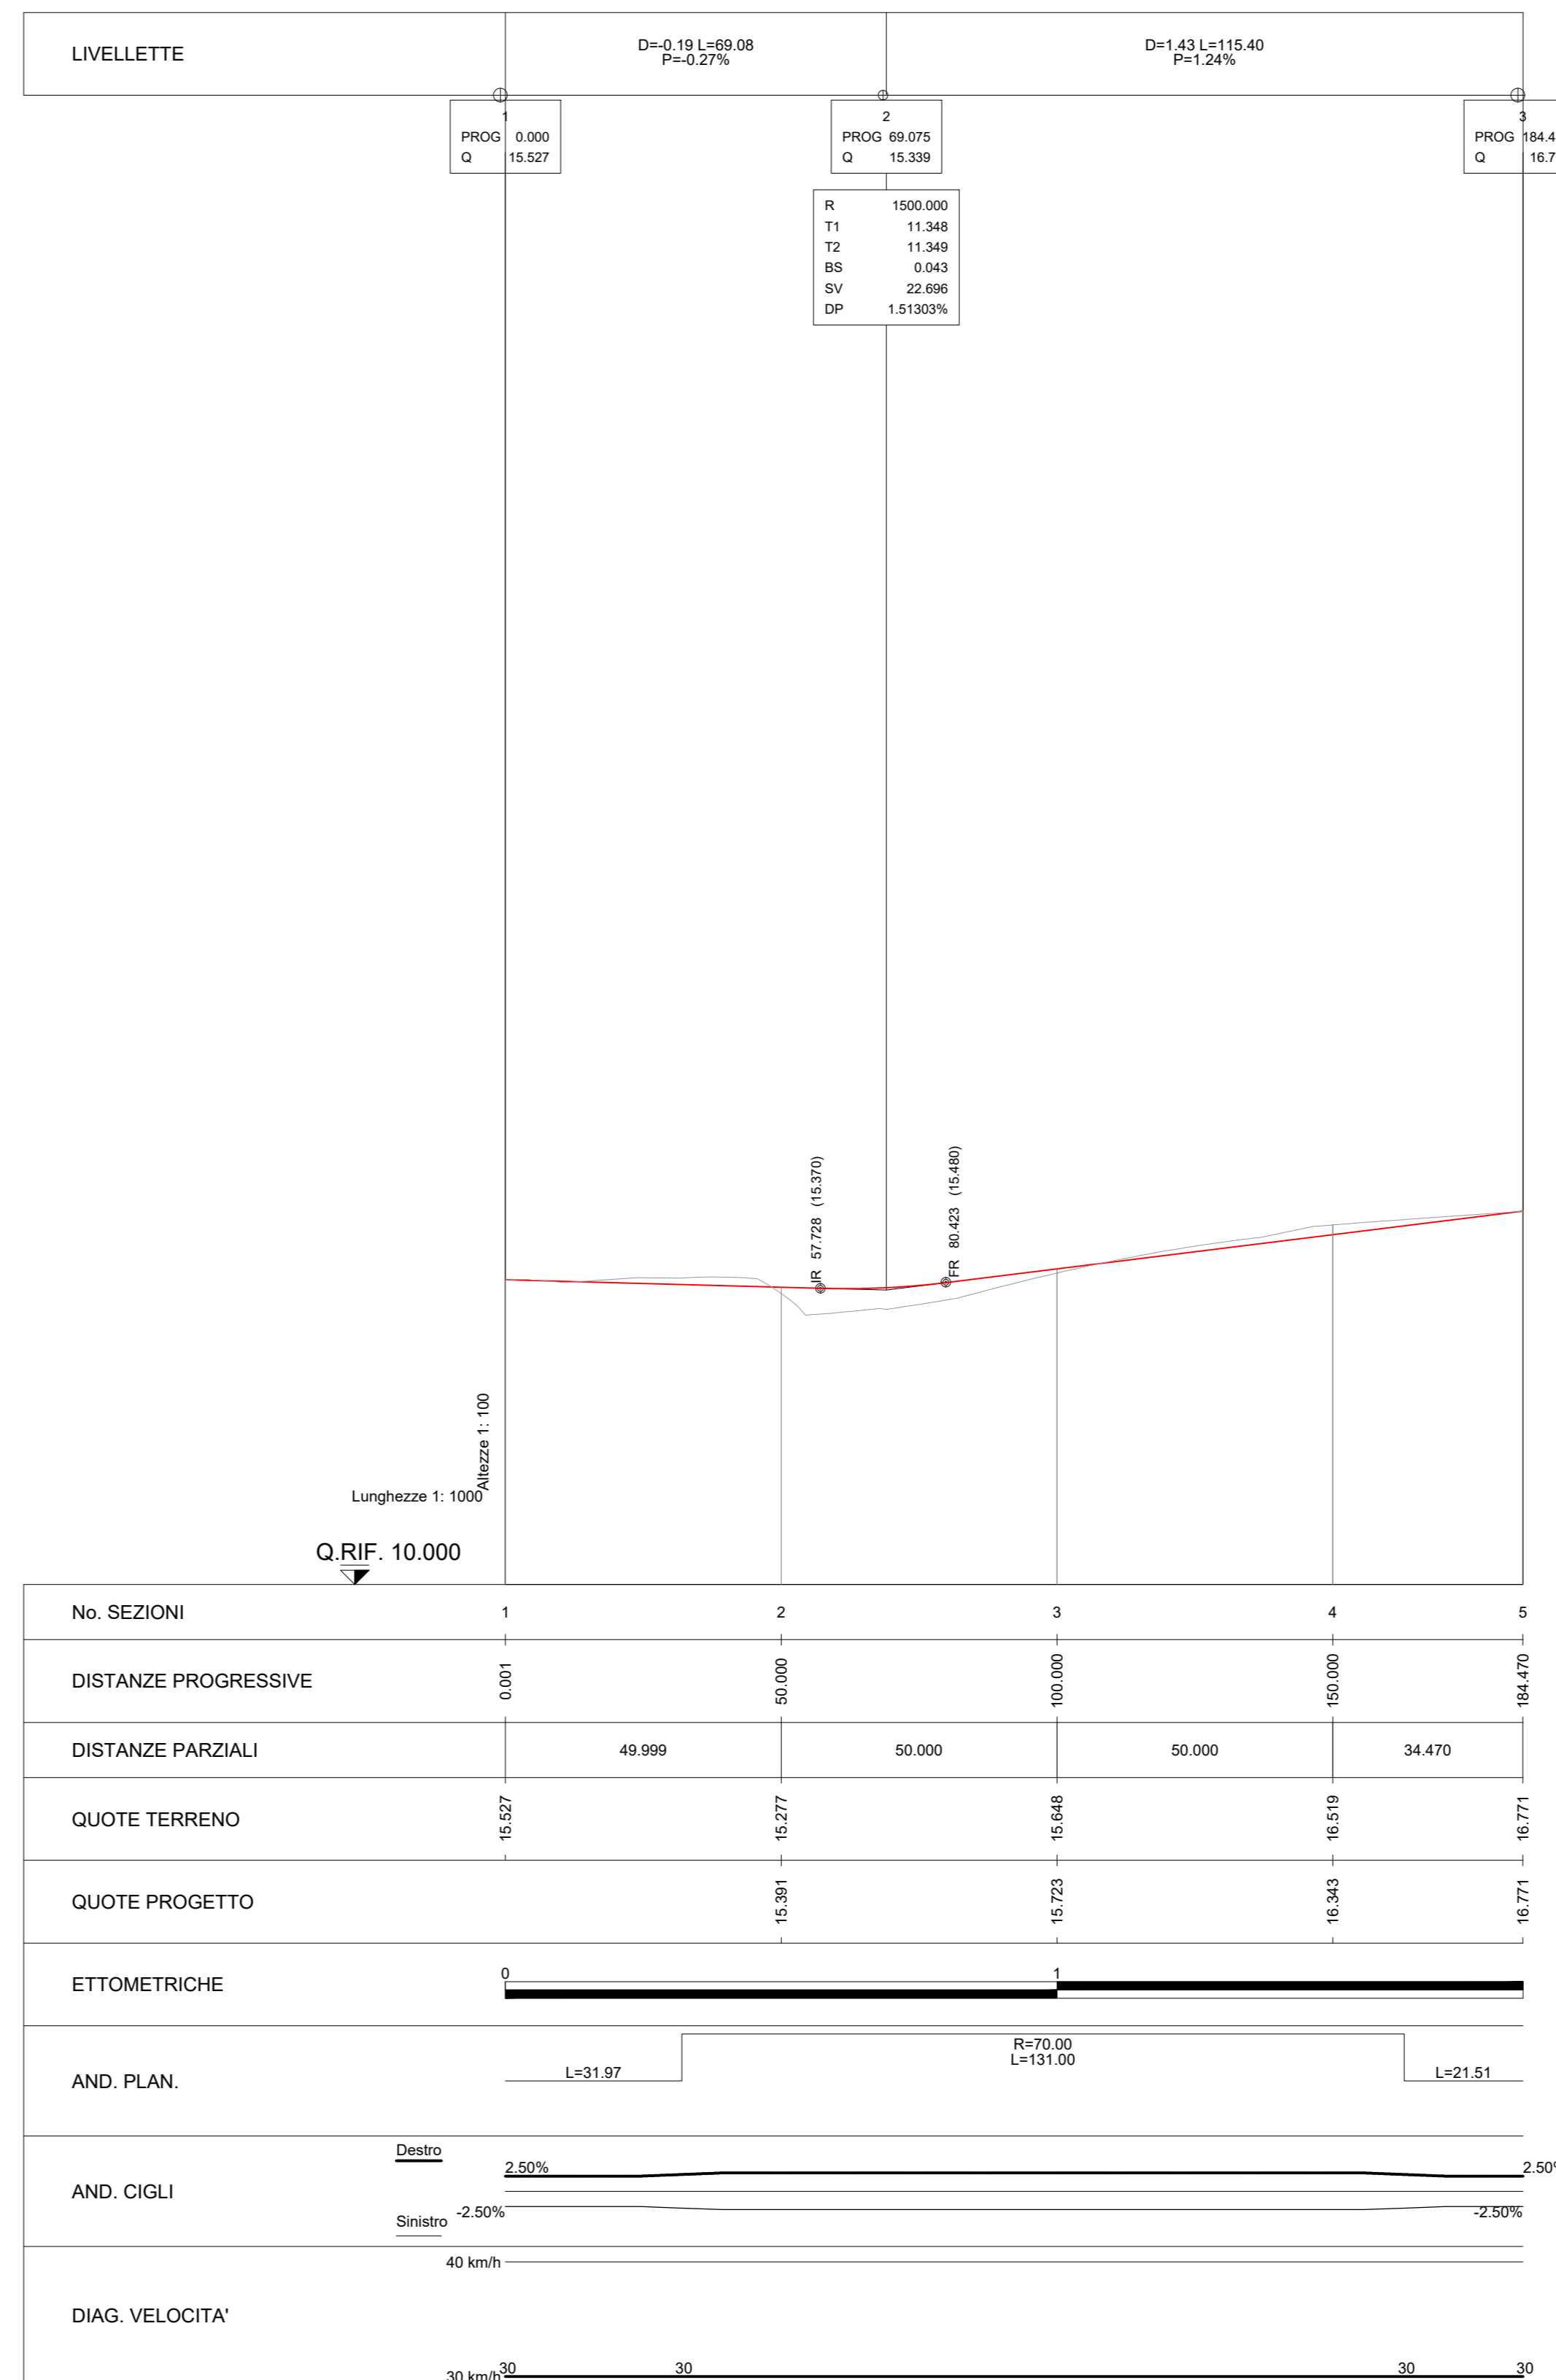 LIVELLETTE
D=-0.19 L=69.08
P=-0.27%
D=1.43 L=115.40
P=1.24%
1
PROG 0.000
Q 15.527
2
PROG 69.075
Q 15.339
3
PROG 184.4
Q 16.7
R 1500.000
T1 11.348
T2 11.349
BS 0.043
SV 22.696
DP 1.51303%
IR 57.728 (15.370)
FR 80.423 (15.480)
Altezze 1: 100
Lunghezze 1: 1000
Q.RIF. 10.000
No. SEZIONI 1 2 3 4 5
DISTANZE PROGRESSIVE 0.001 50.000 100.000 150.000 184.470
DISTANZE PARZIALI 49.999 50.000 50.000 34.470
QUOTE TERRENO 15.527 15.277 15.648 16.519 16.771
QUOTE PROGETTO 15.391 15.723 16.343 16.771
ETTOMETRICHE 0 1
AND. PLAN.
L=31.97
R=70.00
L=131.00
L=21.51
AND. CIGLI
Destro
2.50% 2.50%
Sinistro
-2.50% -2.50%
DIAG. VELOCITA'
40 km/h
30 km/h
30 30 30 30